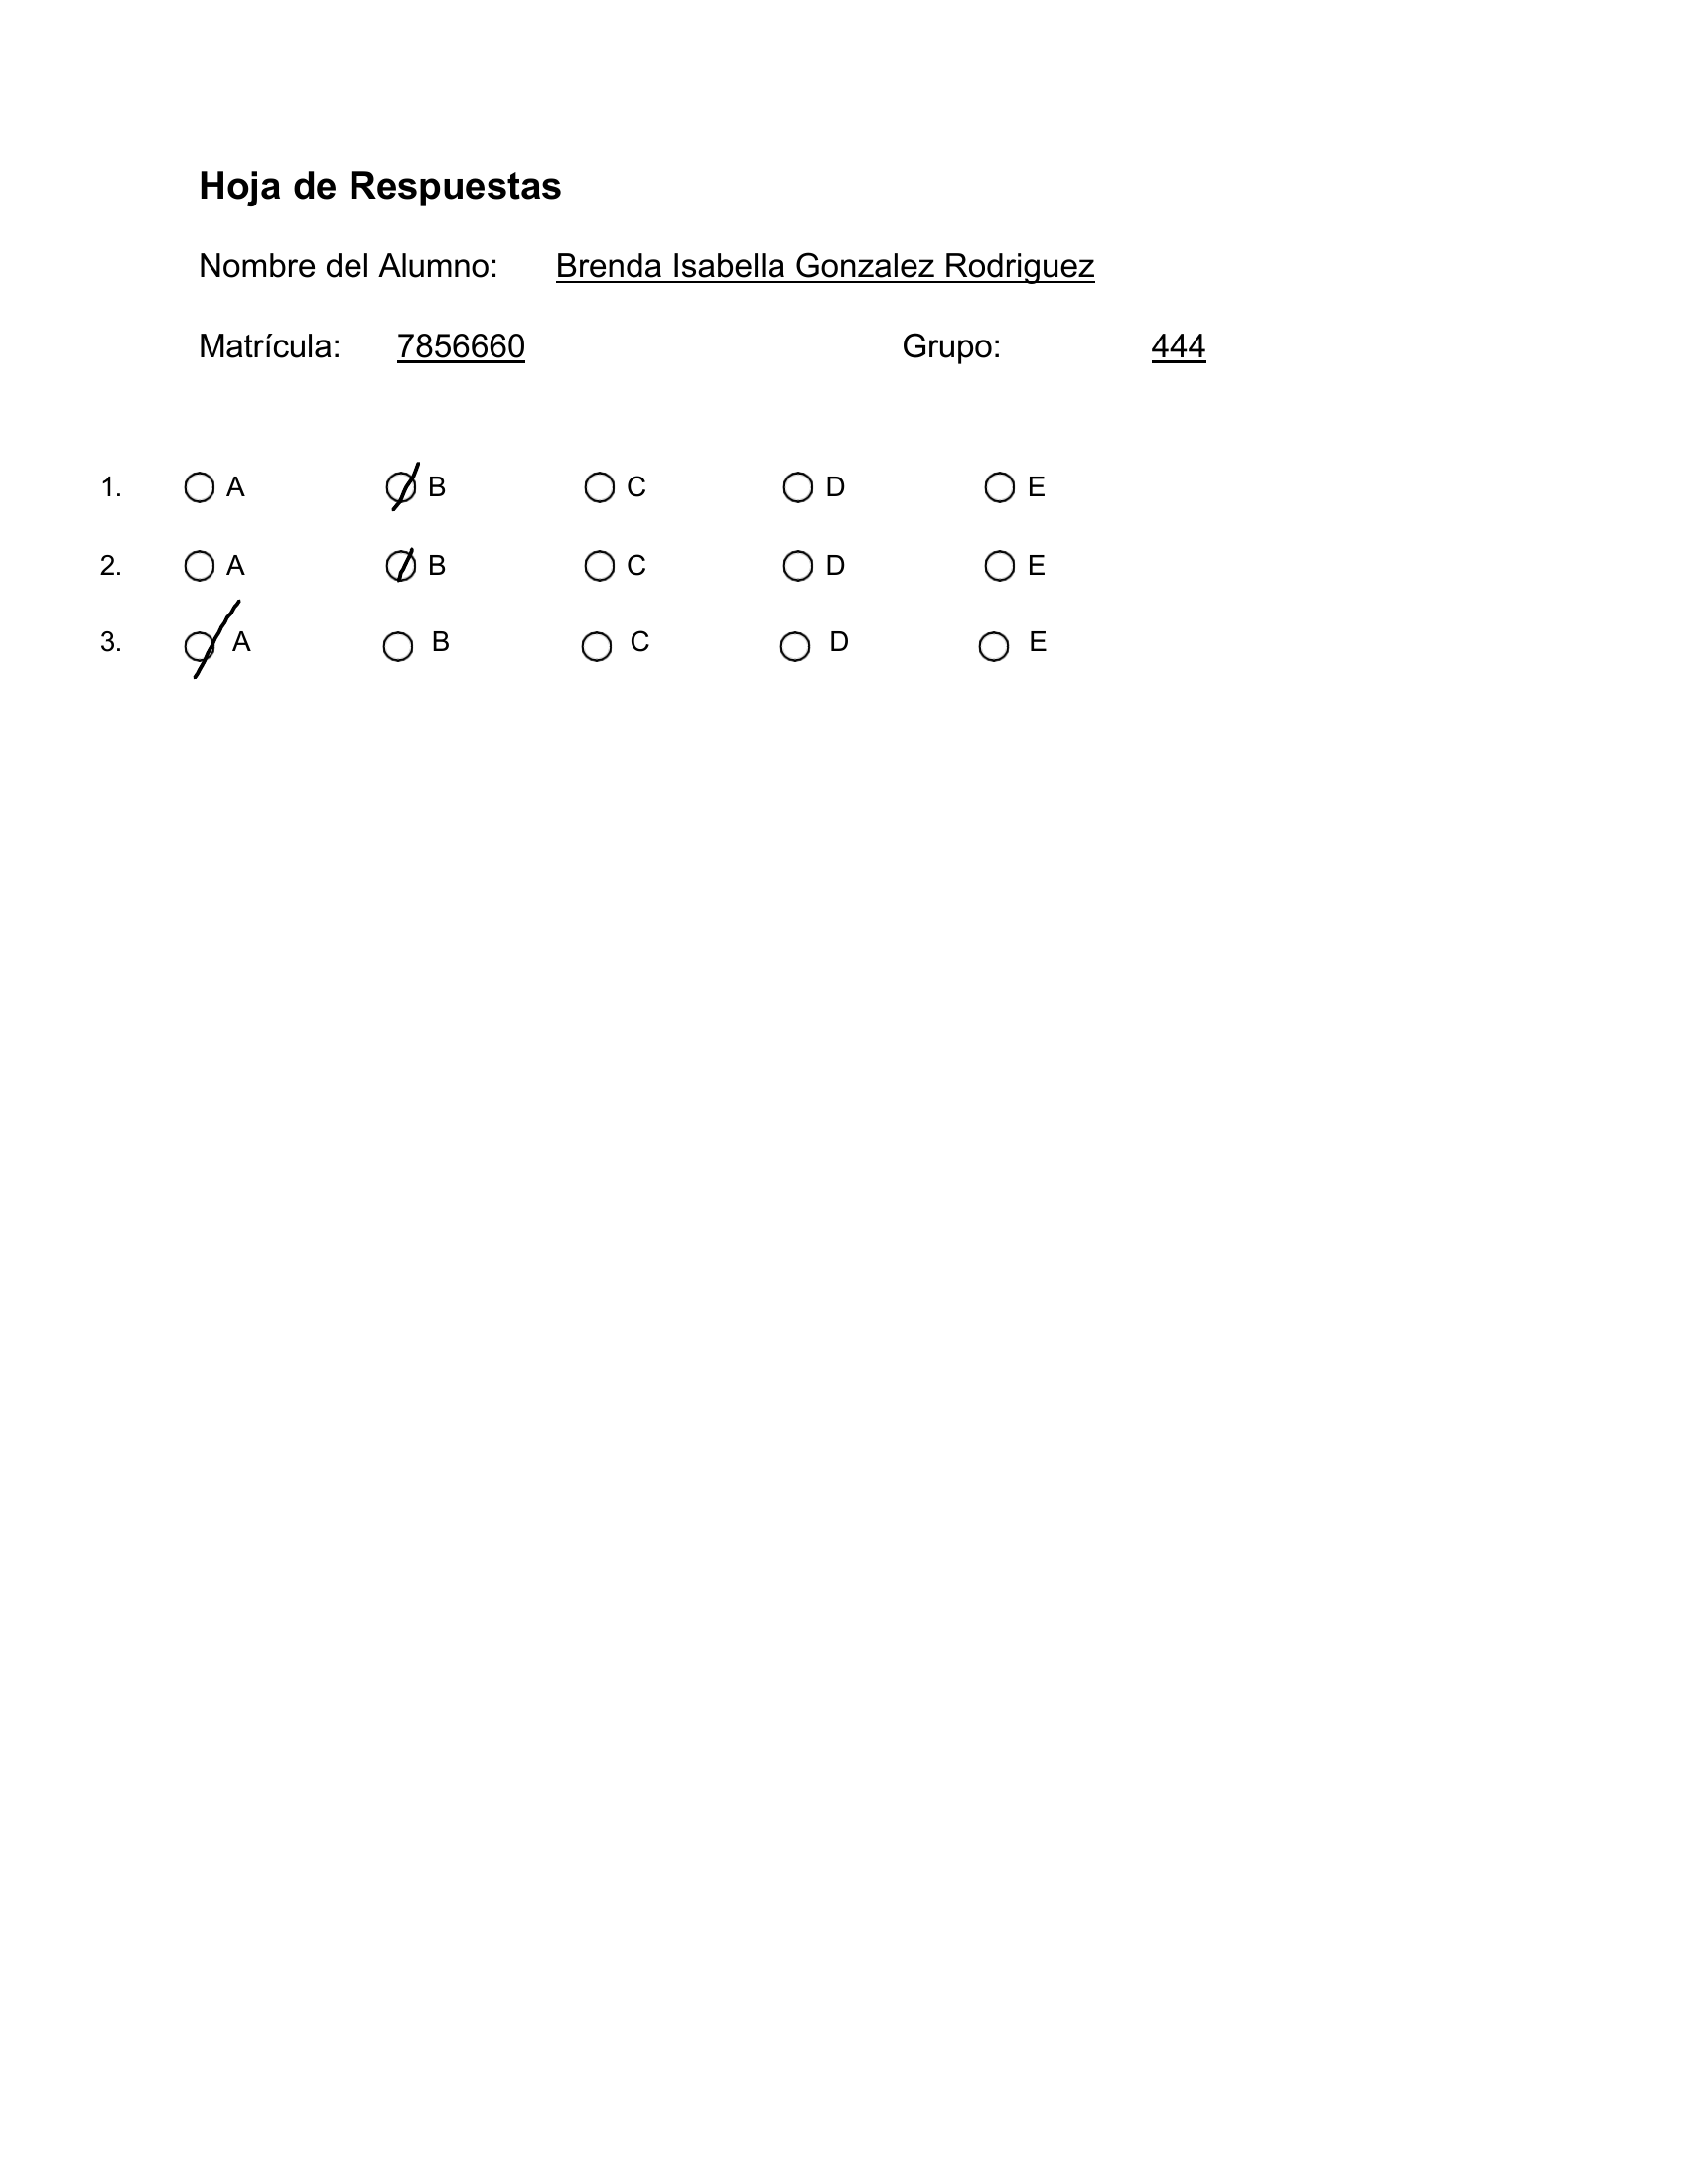 Hoja de Respuestas
Nombre del Alumno: Brenda Isabella Gonzalez Rodriguez
Matrícula: 7856660 Grupo: 444
1. A B C D E
2. A B C D E
3. A B C D E